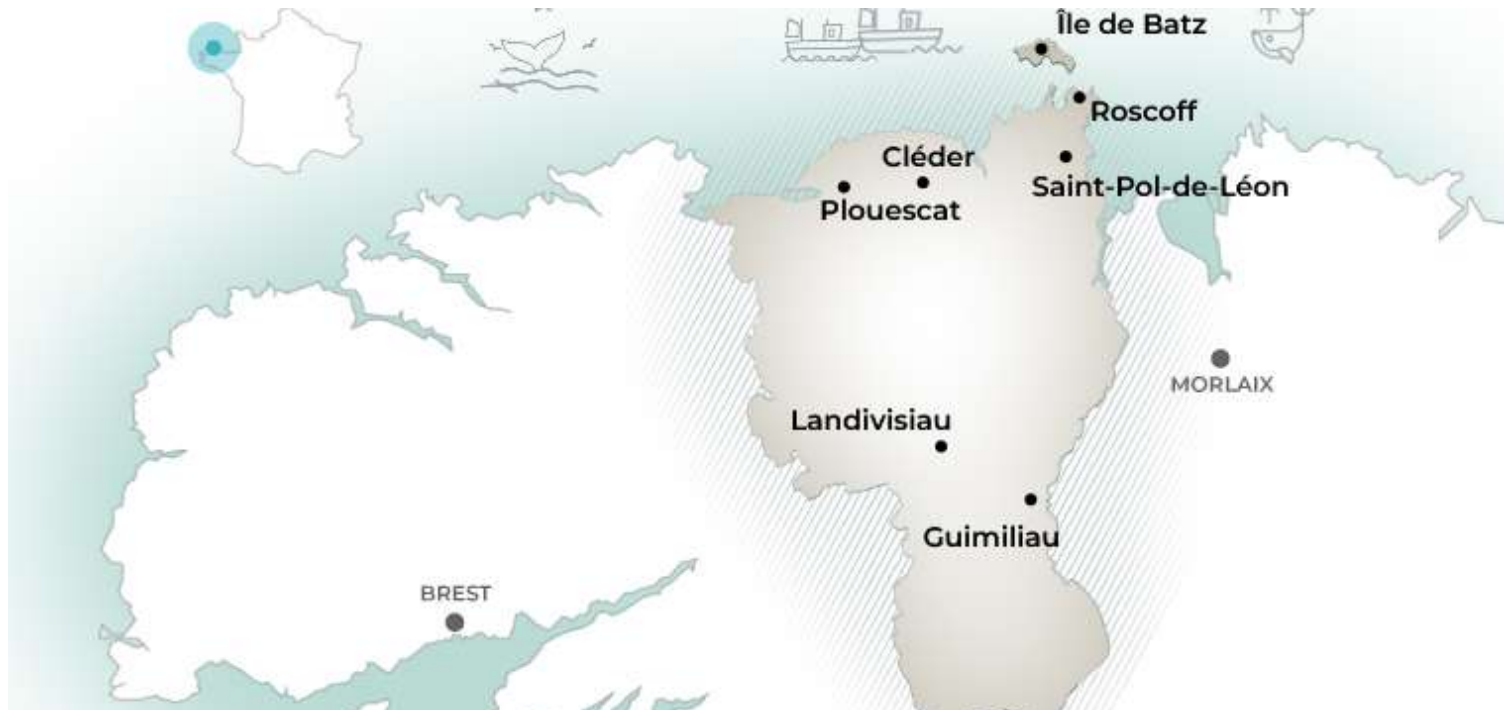 Île de Batz
Roscoff
Cléder
Saint-Pol-de-Léon
Plouescat
MORLAIX
Landivisiau
Guimiliau
BREST